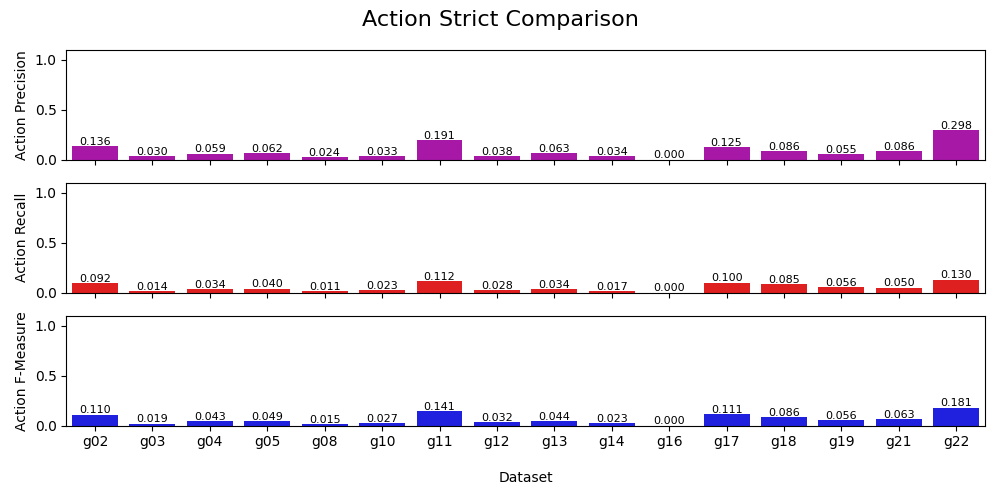 Action Strict Comparison
Action Precision
1.0
0.5
0.0
0.136 0.030 0.059 0.062 0.024 0.033 0.191 0.038 0.063 0.034 0.000 0.125 0.086 0.055 0.086 0.298
Action Recall
1.0
0.5
0.0
0.092 0.014 0.034 0.040 0.011 0.023 0.112 0.028 0.034 0.017 0.000 0.100 0.085 0.056 0.050 0.130
Action F-Measure
1.0
0.5
0.0
0.110 0.019 0.043 0.049 0.015 0.027 0.141 0.032 0.044 0.023 0.000 0.111 0.086 0.056 0.063 0.181
g02 g03 g04 g05 g08 g10 g11 g12 g13 g14 g16 g17 g18 g19 g21 g22
Dataset